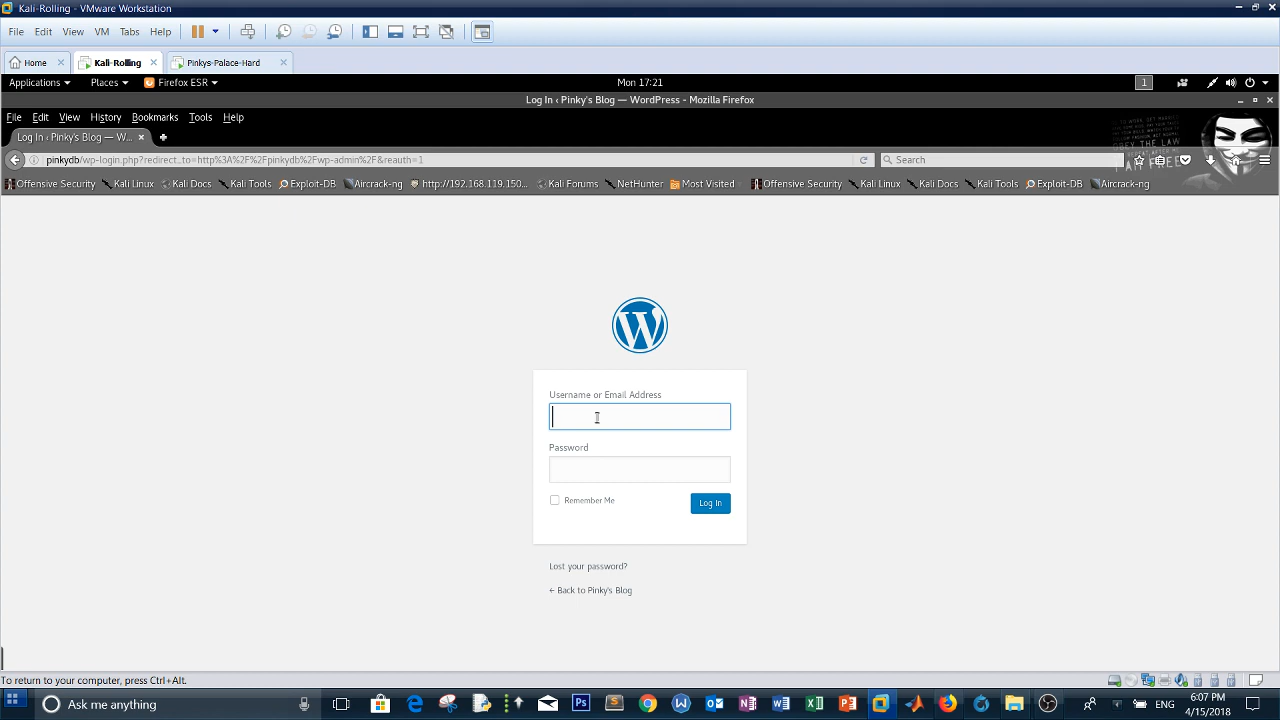 Kali-Rolling - VMware Workstation
File Edit View VM Tabs Help
Home Kali-Rolling Pinkys-Palace-Hard
Applications Places Firefox ESR Mon 17:21 1
Log In ‹ Pinky's Blog — WordPress - Mozilla Firefox
File Edit View History Bookmarks Tools Help
Log In ‹ Pinky's Blog — W...
pinkydb/wp-login.php?redirect_to=http%3A%2F%2Fpinkydb%2Fwp-admin%2F&reauth=1 Search
Offensive Security Kali Linux Kali Docs Kali Tools Exploit-DB Aircrack-ng http://192.168.119.150... Kali Forums NetHunter Most Visited Offensive Security Kali Linux Kali Docs Kali Tools Exploit-DB Aircrack-ng
Username or Email Address
Password
Remember Me Log In
Lost your password?
← Back to Pinky's Blog
To return to your computer, press Ctrl+Alt.
Ask me anything ENG 6:07 PM
4/15/2018